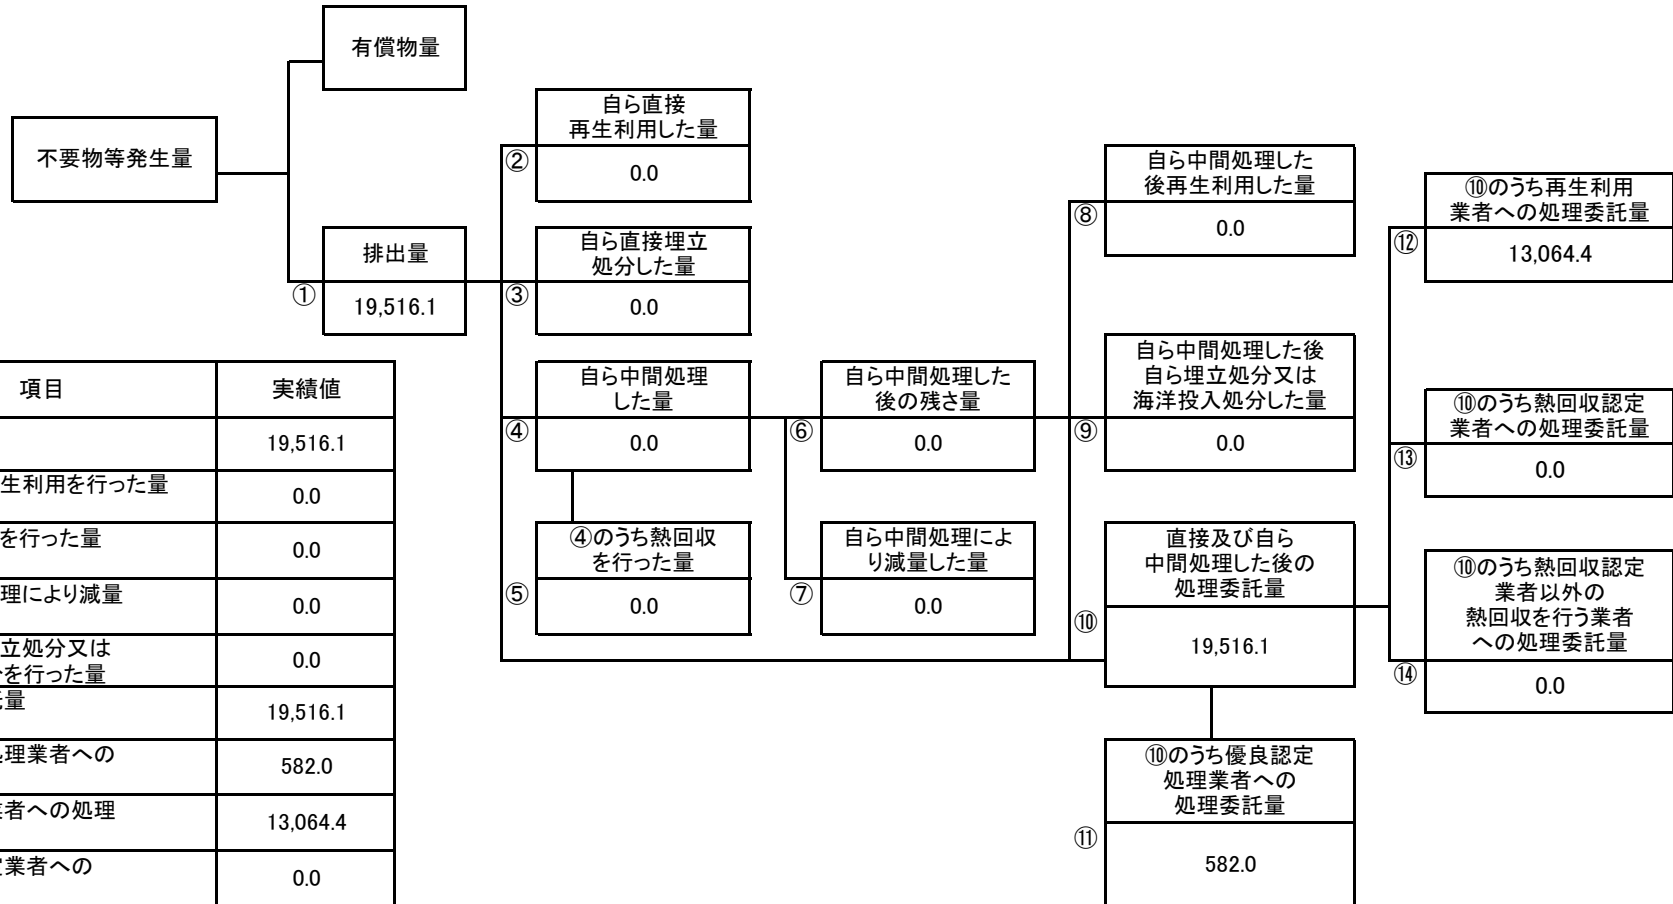 有償物量
不要物等発生量
排出量
①
19,516.1
自ら直接
再生利用した量
②
0.0
自ら直接埋立
処分した量
③
0.0
自ら中間処理
した量
④
0.0
④のうち熱回収
を行った量
⑤
0.0
自ら中間処理した
後の残さ量
⑥
0.0
自ら中間処理によ
り減量した量
⑦
0.0
自ら中間処理した
後再生利用した量
⑧
0.0
自ら中間処理した後
自ら埋立処分又は
海洋投入処分した量
⑨
0.0
直接及び自ら
中間処理した後の
処理委託量
⑩
19,516.1
⑩のうち優良認定
処理業者への
処理委託量
⑪
582.0
⑩のうち再生利用
業者への処理委託量
⑫
13,064.4
⑩のうち熱回収認定
業者への処理委託量
⑬
0.0
⑩のうち熱回収認定
業者以外の
熱回収を行う業者
への処理委託量
⑭
0.0
項目 実績値
19,516.1
生利用を行った量 0.0
を行った量 0.0
理により減量 0.0
立処分又は
を行った量 0.0
量 19,516.1
理業者への 582.0
者への処理 13,064.4
業者への 0.0